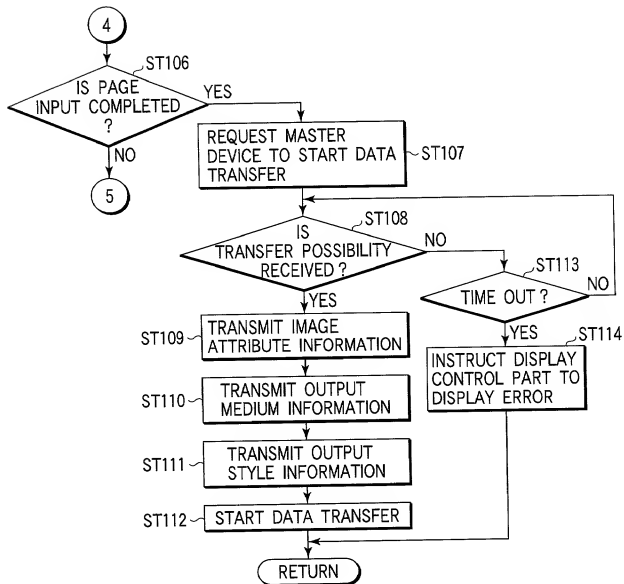 4
ST106
IS PAGE
INPUT COMPLETED
?
YES
NO
5
REQUEST MASTER
DEVICE TO START DATA
TRANSFER
ST107
ST108
IS
TRANSFER POSSIBILITY
RECEIVED ?
NO
YES
ST113
TIME OUT ?
NO
YES
ST109
TRANSMIT IMAGE
ATTRIBUTE INFORMATION
ST114
INSTRUCT DISPLAY
CONTROL PART TO
DISPLAY ERROR
ST110
TRANSMIT OUTPUT
MEDIUM INFORMATION
ST111
TRANSMIT OUTPUT
STYLE INFORMATION
ST112
START DATA TRANSFER
RETURN